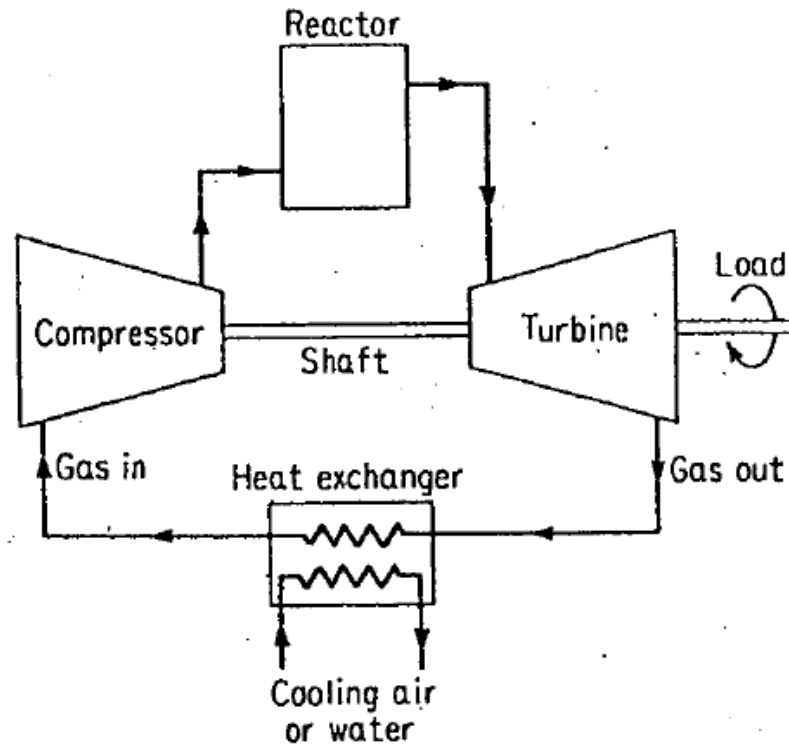 Reactor
Load
Compressor
Turbine
Shaft
Gas in
Heat exchanger
Gas out
Cooling air
or water